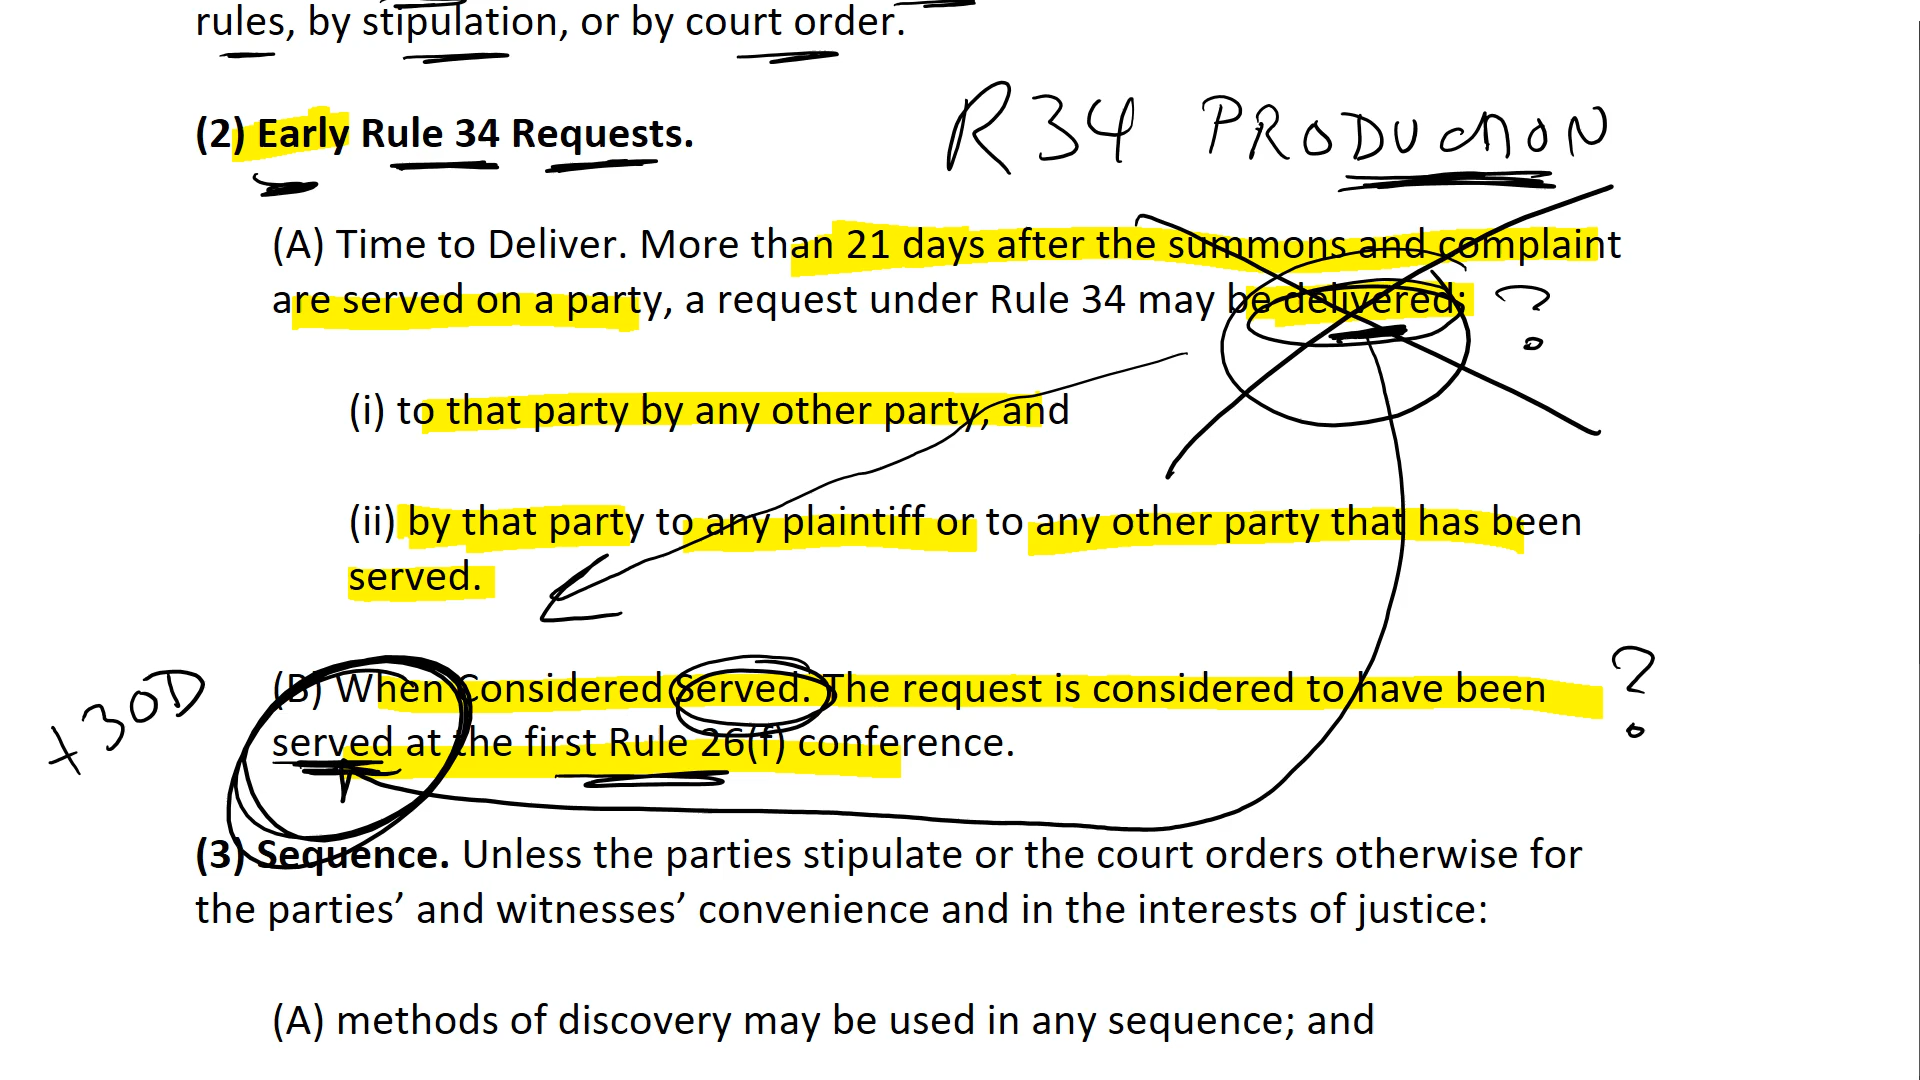 rules, by stipulation, or by court order.
(2) Early Rule 34 Requests.
R34 PRODUCTION
(A) Time to Deliver. More than 21 days after the summons and complaint
are served on a party, a request under Rule 34 may be delivered:
?
(i) to that party by any other party, and
(ii) by that party to any plaintiff or to any other party that has been
served.
+30D
(B) When Considered Served. The request is considered to have been
?
served at the first Rule 26(f) conference.
(3) Sequence. Unless the parties stipulate or the court orders otherwise for
the parties’ and witnesses’ convenience and in the interests of justice:
(A) methods of discovery may be used in any sequence; and